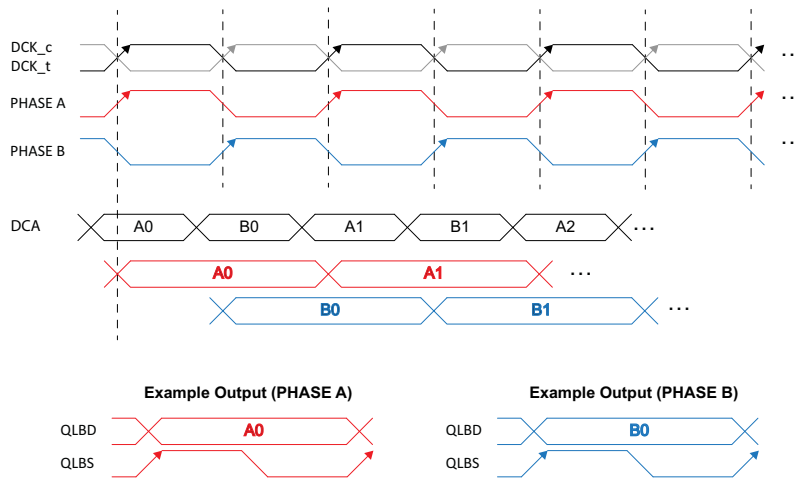 DCK_c
DCK_t
··
PHASE A
··
PHASE B
··
DCA A0 B0 A1 B1 A2 ···
A0 A1 ···
B0 B1 ···
Example Output (PHASE A) Example Output (PHASE B)
QLBD A0 QLBD B0
QLBS QLBS